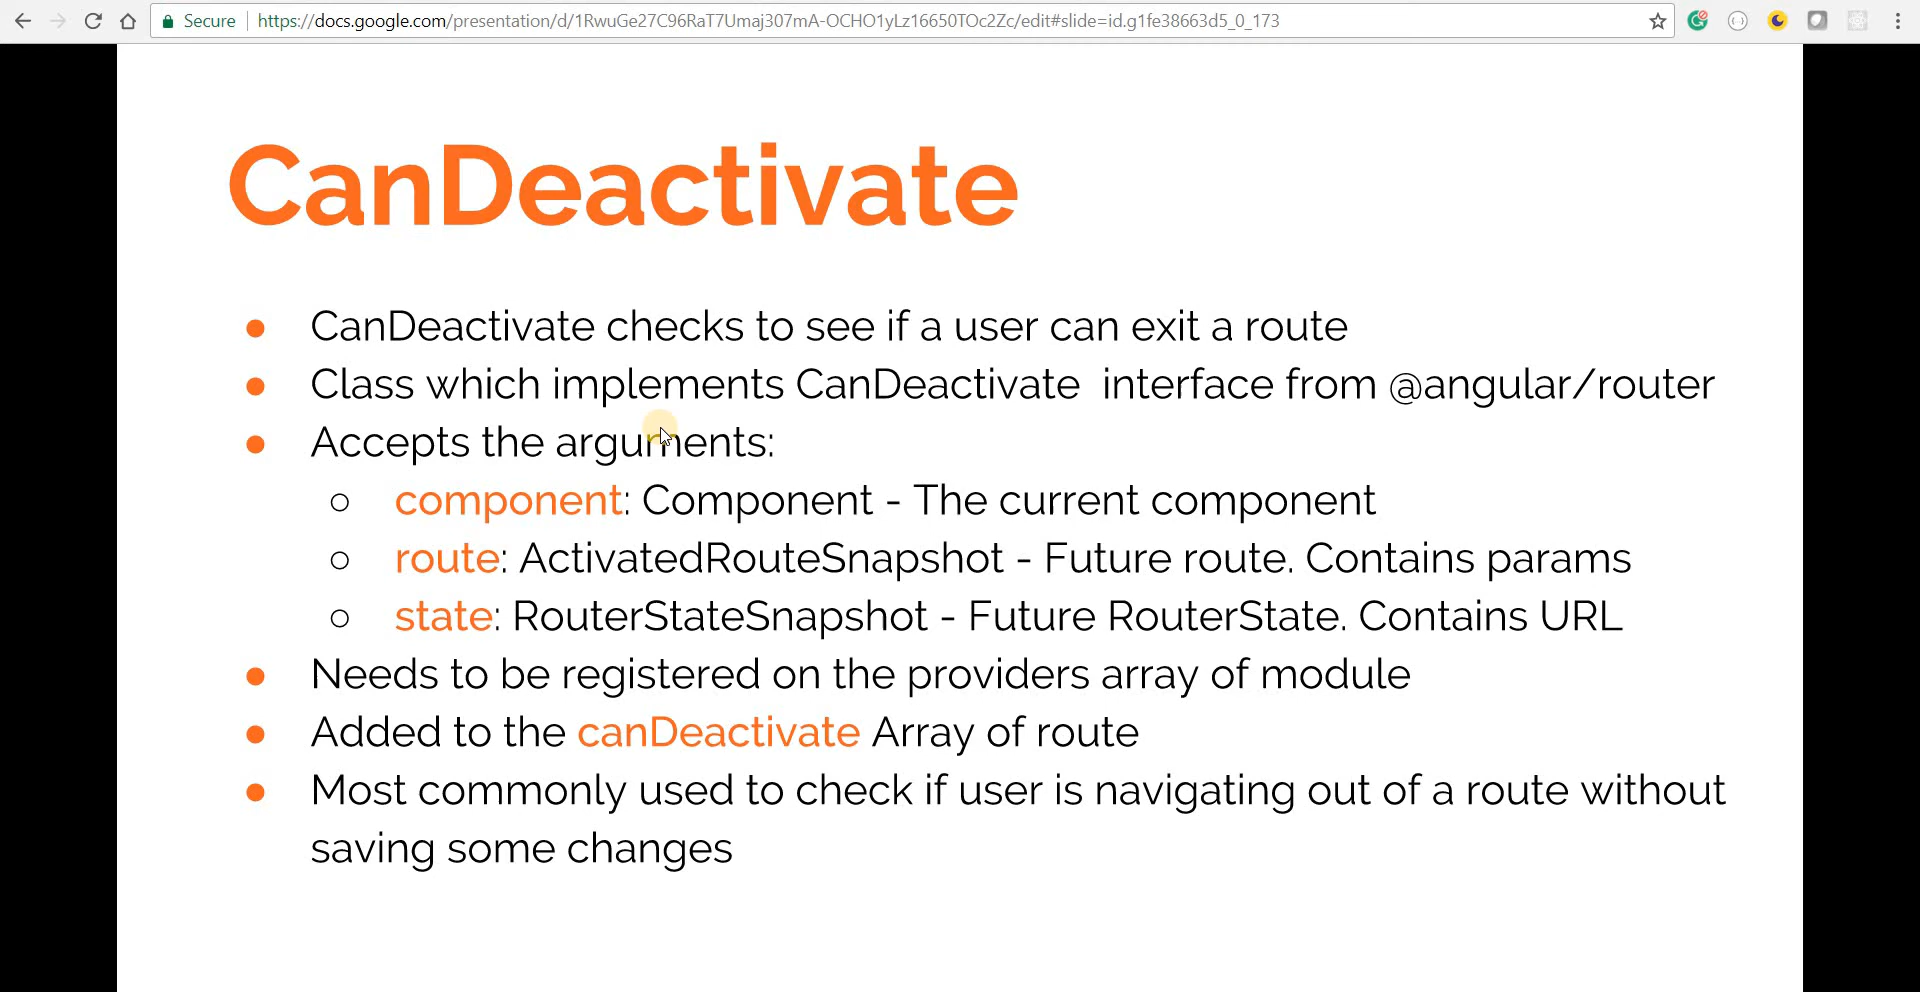 Secure
https://docs.google.com/presentation/d/1RwuGe27C96RaT7Umaj307mA-OCHO1yLz16650TOc2Zc/edit#slide=id.g1fe38663d5_0_173
CanDeactivate
● CanDeactivate checks to see if a user can exit a route
● Class which implements CanDeactivate interface from @angular/router
● Accepts the arguments:
○ component: Component - The current component
○ route: ActivatedRouteSnapshot - Future route. Contains params
○ state: RouterStateSnapshot - Future RouterState. Contains URL
● Needs to be registered on the providers array of module
● Added to the canDeactivate Array of route
● Most commonly used to check if user is navigating out of a route without
saving some changes